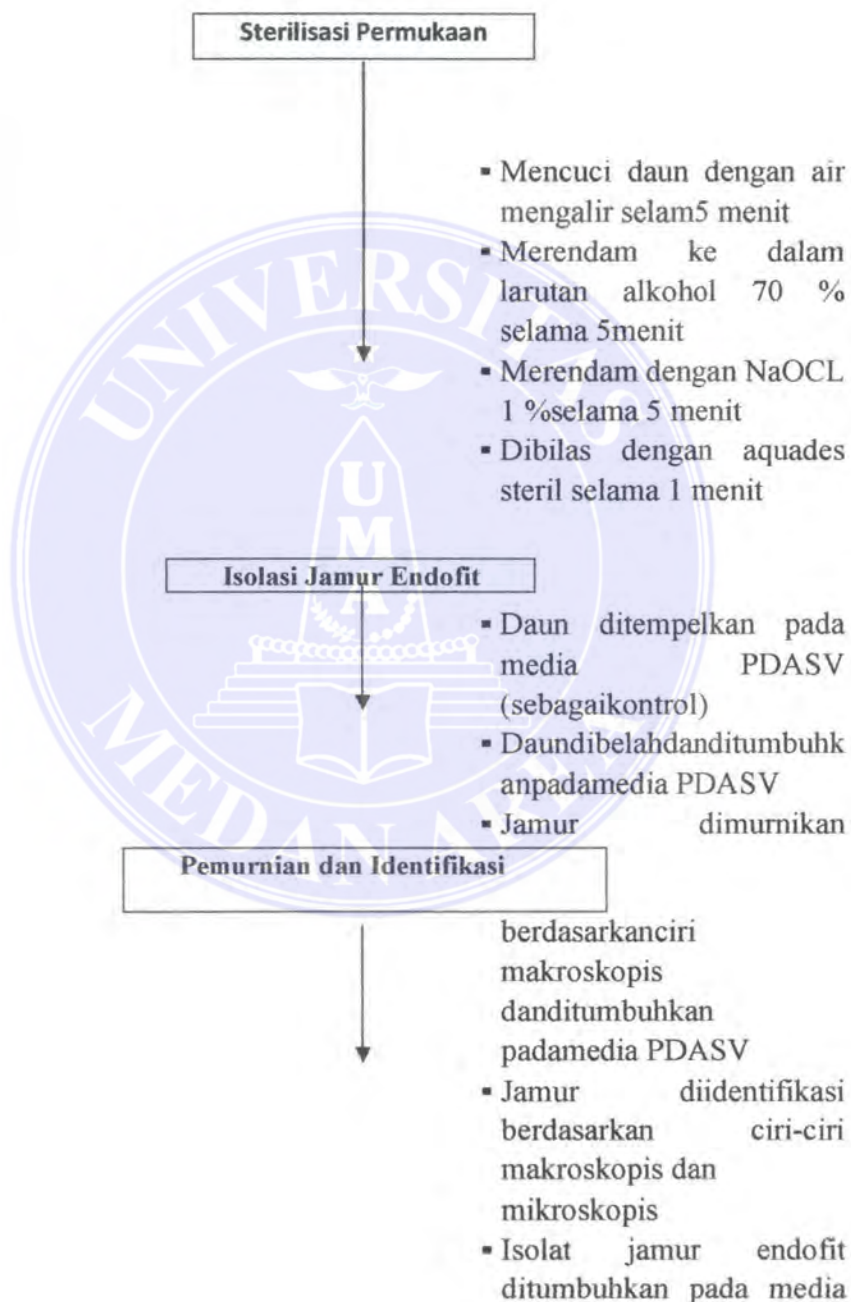 Sterilisasi Permukaan
▪ Mencuci daun dengan air
mengalir selam5 menit
▪ Merendam ke dalam
larutan alkohol 70 %
selama 5menit
▪ Merendam dengan NaOCL
1 %selama 5 menit
▪ Dibilas dengan aquades
steril selama 1 menit
UNIVERSITAS
MEDAN AREA
U
M
A
Isolasi Jamur Endofit
▪ Daun ditempelkan pada
media PDASV
(sebagaikontrol)
▪ Daundibelahdanditumbuhk
anpadamedia PDASV
▪ Jamur dimurnikan
Pemurnian dan Identifikasi
berdasarkanciri
makroskopis
danditumbuhkan
padamedia PDASV
▪ Jamur diidentifikasi
berdasarkan ciri-ciri
makroskopis dan
mikroskopis
▪ Isolat jamur endofit
ditumbuhkan pada media